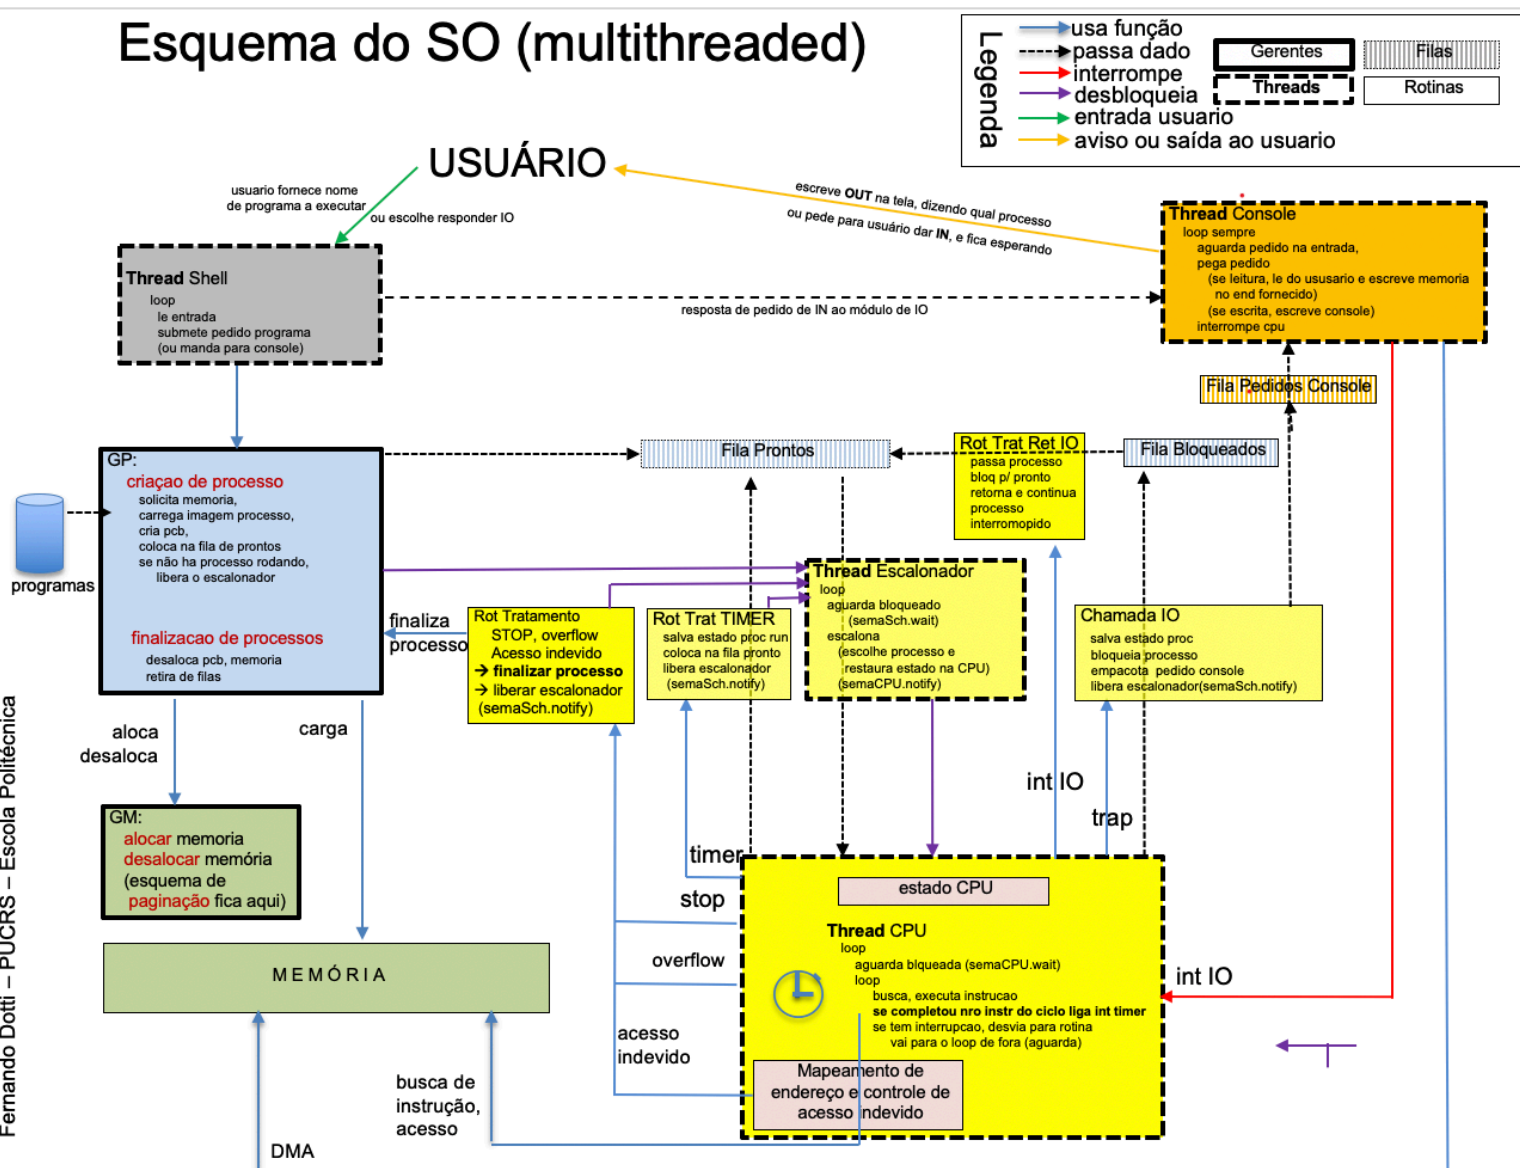 Esquema do SO (multithreaded)
Legenda
usa função
passa dado
interrompe
desbloqueia
entrada usuario
aviso ou saída ao usuario
Gerentes
Filas
Threads
Rotinas
USUÁRIO
usuario fornece nome
de programa a executar
ou escolhe responder IO
escreve OUT na tela, dizendo qual processo
ou pede para usuário dar IN, e fica esperando
Thread Console
loop sempre
aguarda pedido na entrada,
pega pedido
(se leitura, le do ususario e escreve memoria
no end fornecido)
(se escrita, escreve console)
interrompe cpu
Thread Shell
loop
le entrada
submete pedido programa
(ou manda para console)
resposta de pedido de IN ao módulo de IO
Fila Pedidos Console
GP:
criaçao de processo
solicita memoria,
carrega imagem processo,
cria pcb,
coloca na fila de prontos
se não ha processo rodando,
libera o escalonador
finalizacao de processos
desaloca pcb, memoria
retira de filas
programas
Fila Prontos
Rot Trat Ret IO
passa processo
bloq p/ pronto
retorna e continua
processo
interromopido
Fila Bloqueados
finaliza
processo
Rot Tratamento
STOP, overflow
Acesso indevido
→ finalizar processo
→ liberar escalonador
(semaSch.notify)
Rot Trat TIMER
salva estado proc run
coloca na fila pronto
libera escalonador
(semaSch.notify)
Thread Escalonador
loop
aguarda bloqueado
(semaSch.wait)
escalona
(escolhe processo e
restaura estado na CPU)
(semaCPU.notify)
Chamada IO
salva estado proc
bloqueia processo
empacota pedido console
libera escalonador(semaSch.notify)
aloca
desaloca
carga
GM:
alocar memoria
desalocar memória
(esquema de
paginação fica aqui)
MEMÓRIA
int IO
trap
timer
stop
overflow
acesso
indevido
estado CPU
Thread CPU
loop
aguarda blqueada (semaCPU.wait)
loop
busca, executa instrucao
se completou nro instr do ciclo liga int timer
se tem interrupcao, desvia para rotina
vai para o loop de fora (aguarda)
Mapeamento de
endereço e controle de
acesso indevido
int IO
busca de
instrução,
acesso
DMA
Fernando Dotti – PUCRS – Escola Politécnica